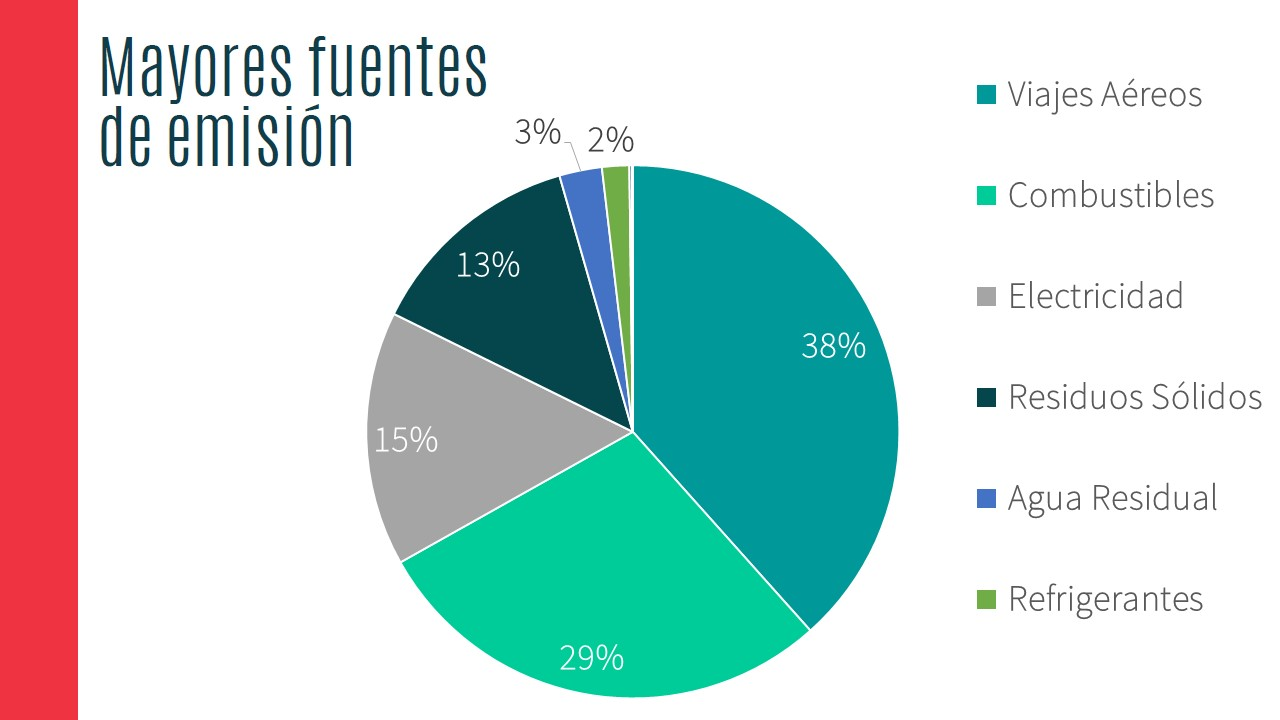 Mayores fuentes
de emisión
3%
2%
13%
38%
15%
29%
Viajes Aéreos
Combustibles
Electricidad
Residuos Sólidos
Agua Residual
Refrigerantes